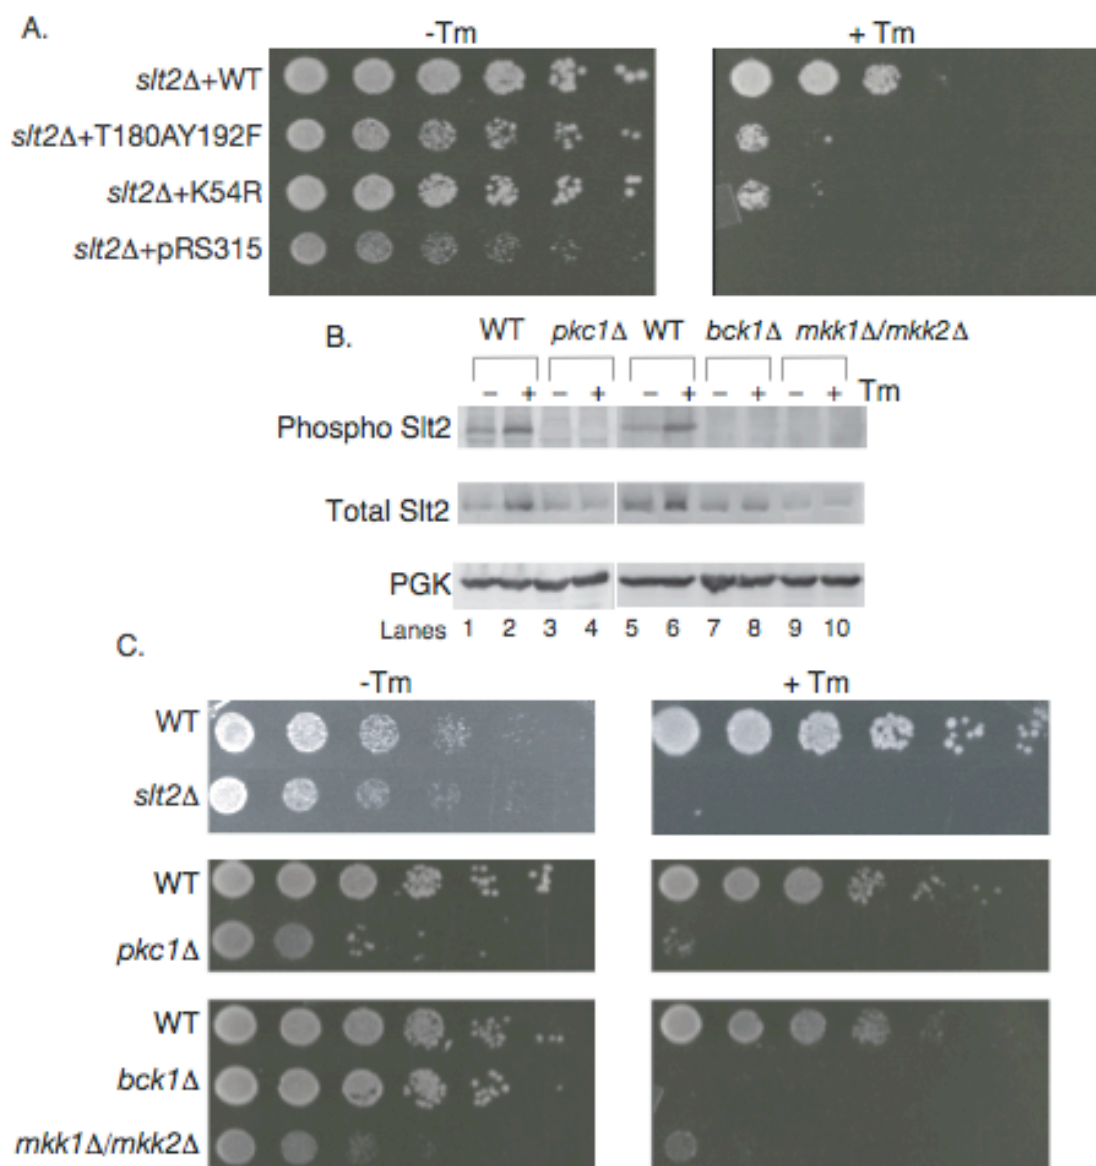 A.
-Tm
+ Tm
slt2Δ+WT
slt2Δ+T180AY192F
slt2Δ+K54R
slt2Δ+pRS315
B.
WT pkc1Δ WT bck1Δ mkk1Δ/mkk2Δ
– + – + – + – + – + Tm
Phospho Slt2
Total Slt2
PGK
Lanes 1 2 3 4 5 6 7 8 9 10
C.
-Tm
+ Tm
WT
slt2Δ
WT
pkc1Δ
WT
bck1Δ
mkk1Δ/mkk2Δ